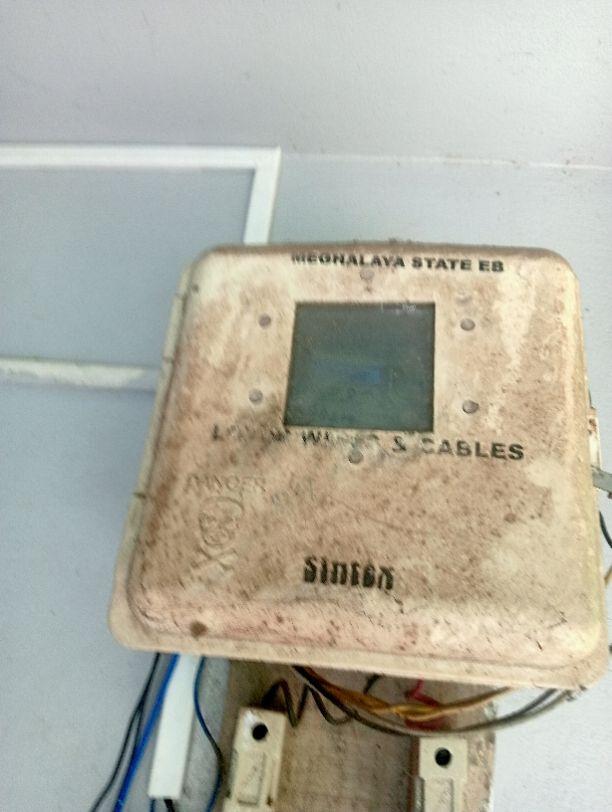 MEGHALAYA STATE EB
& CABLES
DANGER
sintex